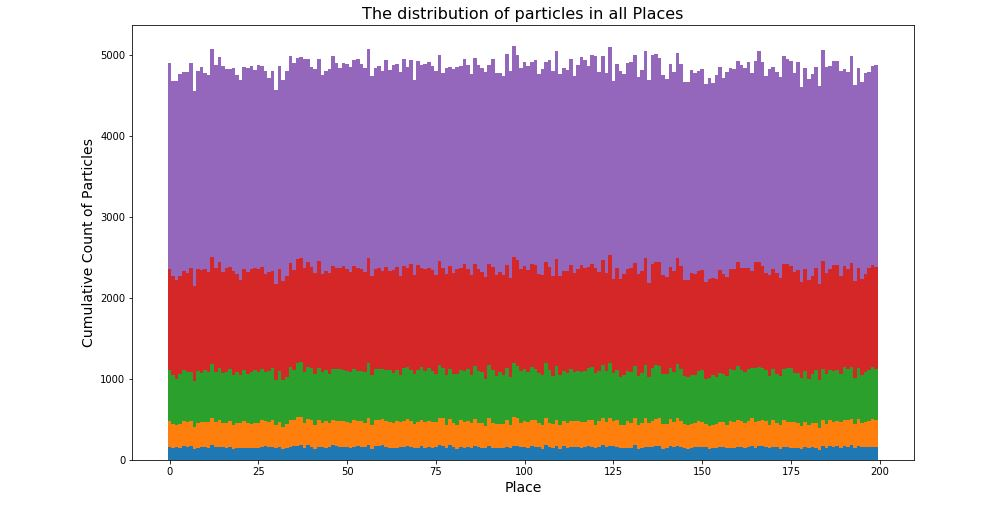 The distribution of particles in all Places
5000
4000
3000
2000
1000
0
Cumulative Count of Particles
0 25 50 75 100 125 150 175 200
Place